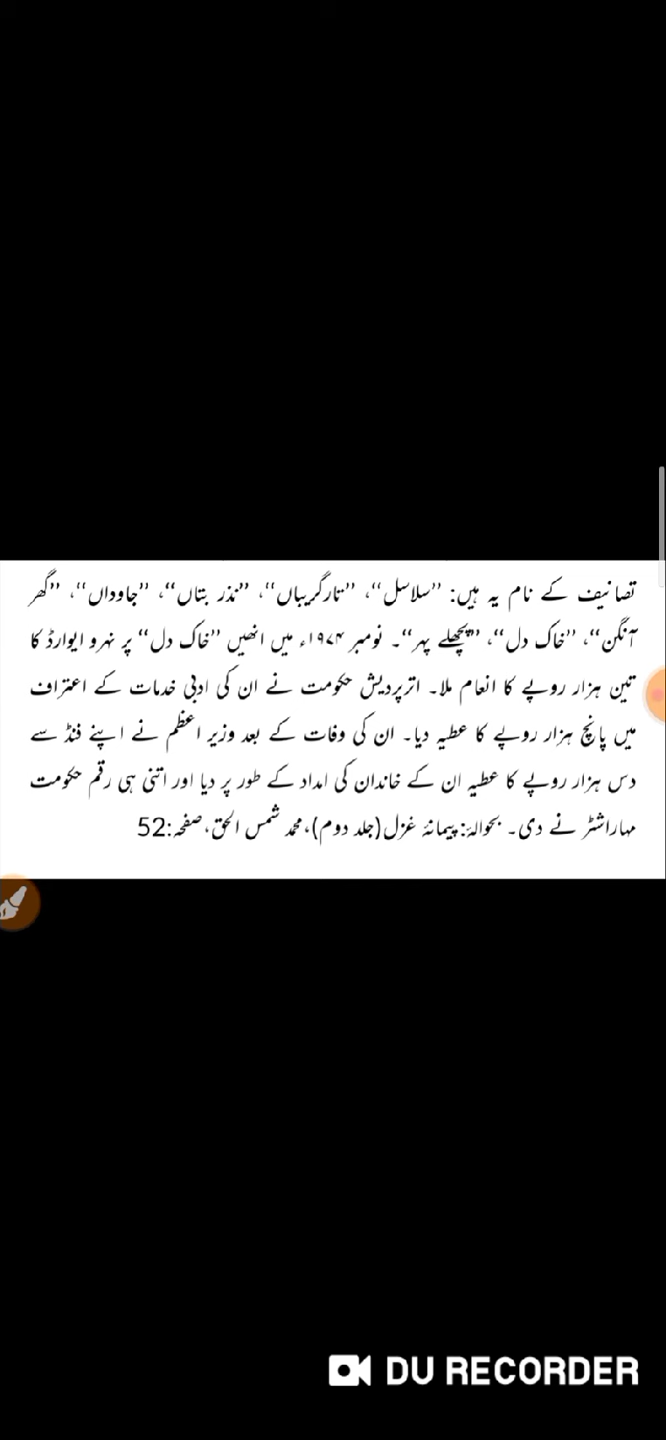 تصانیف کے نام یہ ہیں: ’’سلاسل‘‘، ’’تارگریباں‘‘، ’’نذر بتاں‘‘، ’’جاوداں‘‘، ’’گھر
آنگن‘‘، ’’خاک دل‘‘، ’’پچھلے پہر‘‘۔ نومبر ۱۹۷۴ء میں انھیں ’’خاک دل‘‘ پر نہرو ایوارڈ کا
تین ہزار روپے کا انعام ملا۔ اترپردیش حکومت نے ان کی ادبی خدمات کے اعتراف
میں پانچ ہزار روپے کا عطیہ دیا۔ ان کی وفات کے بعد وزیر اعظم نے اپنے فنڈ سے
دس ہزار روپے کا عطیہ ان کے خاندان کی امداد کے طور پر دیا اور اتنی ہی رقم حکومت
مہاراشٹر نے دی۔ بحوالۂ: پیمانۂ غزل(جلد دوم)،محمد شمس الحق،صفحہ:52
DU RECORDER